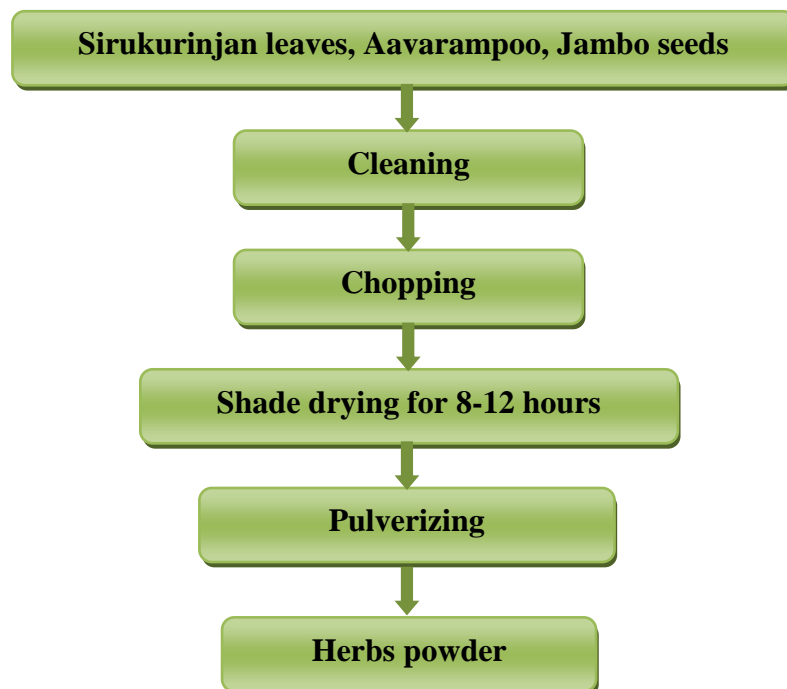 Sirukurinjan leaves, Aavarampoo, Jambo seeds
Cleaning
Chopping
Shade drying for 8-12 hours
Pulverizing
Herbs powder